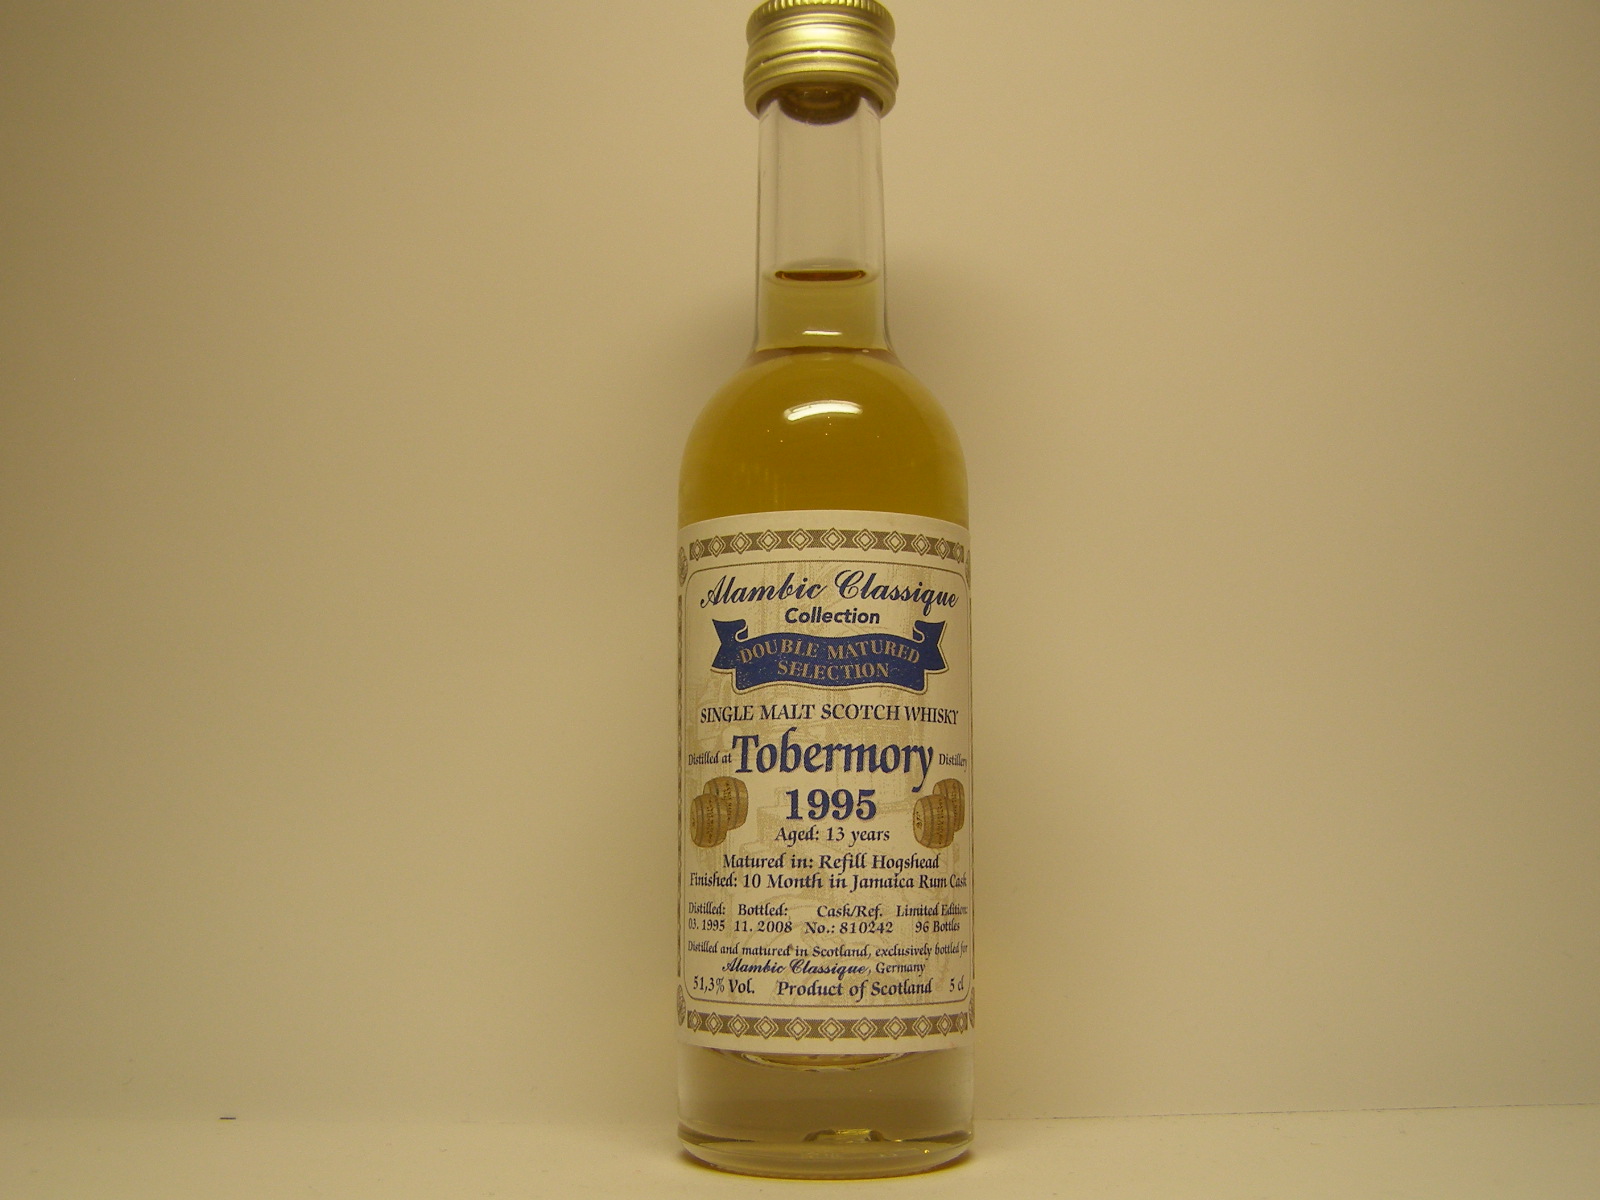 Alambic Classique
Collection
DOUBLE MATURED
SELECTION
SINGLE MALT SCOTCH WHISKY
Distilled at Tobermory Distillery
1995
Aged: 13 years
Matured in: Refill Hogshead
Finished: 10 Month in Jamaica Rum Cask
Distilled: Bottled: Cask/Ref. Limited Edition:
03. 1995 11. 2008 No.: 810242 96 Bottles
Distilled and matured in Scotland, exclusively bottled for
Alambic Classique, Germany
51,3% Vol. Product of Scotland 5 cl